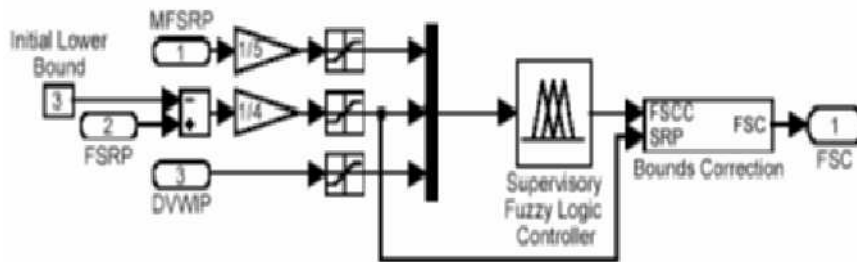 MFSRP
1
1/5
Initial Lower
Bound
3
2
FSRP
1/4
3
DVWIP
Supervisory
Fuzzy Logic
Controller
FSCC
SRP
FSC
Bounds Correction
1
FSC